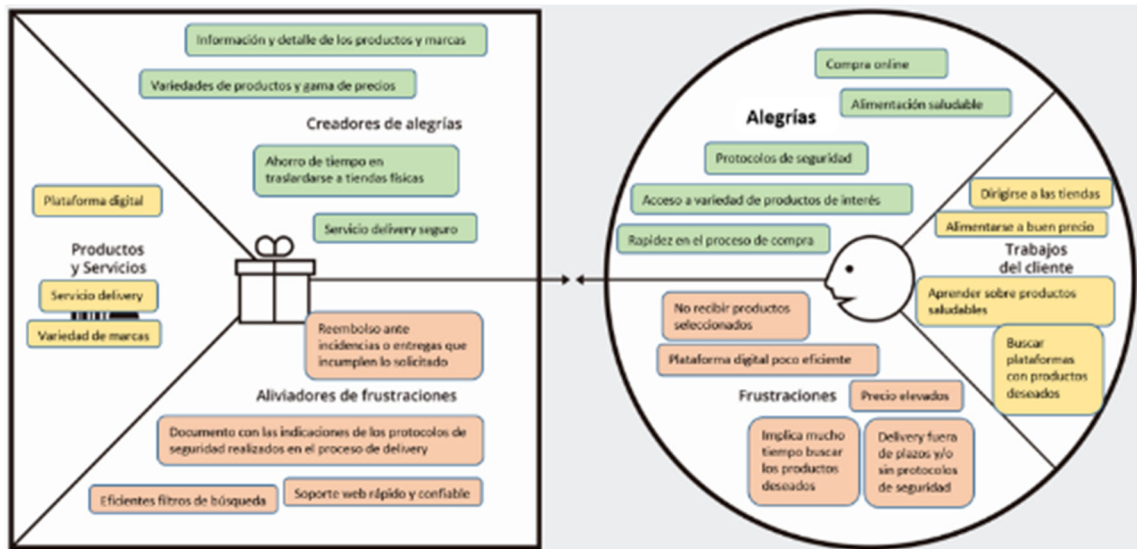 Información y detalle de los productos y marcas
Variedades de productos y gama de precios
Creadores de alegrías
Ahorro de tiempo en
traslardarse a tiendas físicas
Servicio delivery seguro
Plataforma digital
Productos
y Servicios
Servicio delivery
Variedad de marcas
Reembolso ante
incidencias o entregas que
incumplen lo solicitado
Aliviadores de frustraciones
Documento con las indicaciones de los protocolos de
seguridad realizados en el proceso de delivery
Eficientes filtros de búsqueda
Soporte web rápido y confiable
Compra online
Alimentación saludable
Alegrías
Protocolos de seguridad
Acceso a variedad de productos de interés
Rapidez en el proceso de compra
Dirigirse a las tiendas
Alimentarse a buen precio
Trabajos
del cliente
Aprender sobre productos
saludables
Buscar
plataformas
con productos
deseados
No recibir productos
seleccionados
Plataforma digital poco eficiente
Frustraciones
Precio elevados
Implica mucho
tiempo buscar
los productos
deseados
Delivery fuera
de plazos y/o
sin protocolos
de seguridad